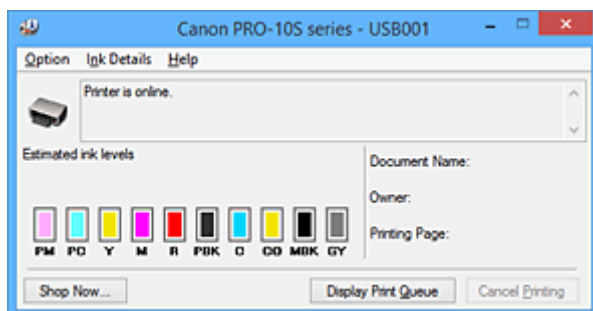 Canon PRO-10S series - USB001
Option Ink Details Help
Printer is online.
Estimated ink levels
Document Name:
Owner:
Printing Page:
PM PC Y M R PBK C CO MBK GY
Shop Now... Display Print Queue Cancel Printing